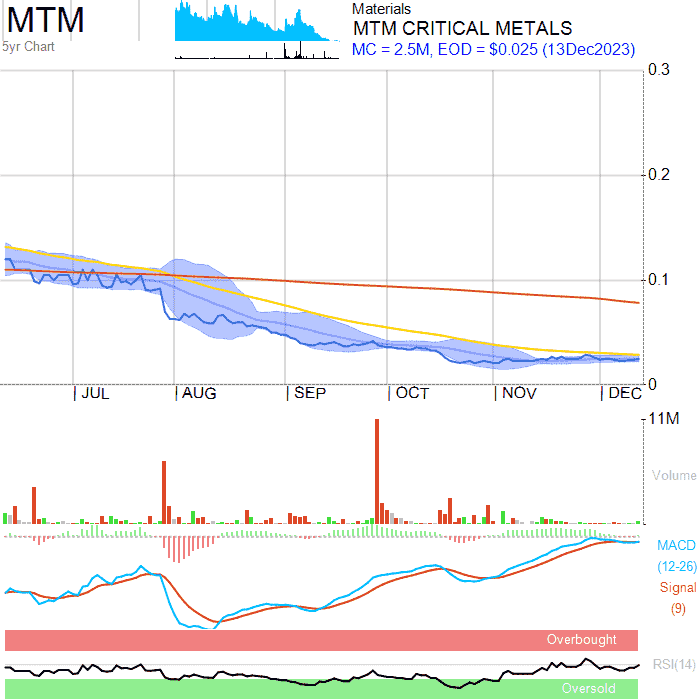 MTM
5yr Chart
Materials
MTM CRITICAL METALS
MC = 2.5M, EOD = $0.025 (13Dec2023)
0.3
0.2
0.1
0
JUL
AUG
SEP
OCT
NOV
DEC
11M
Volume
MACD
(12-26)
Signal
(9)
Overbought
RSI(14)
Oversold